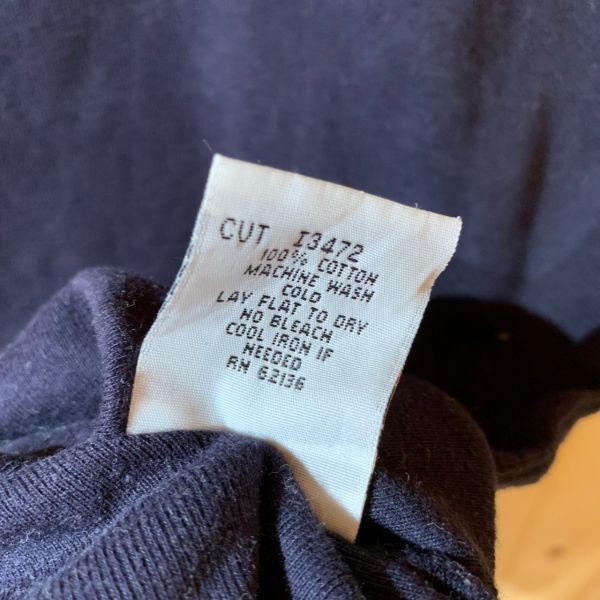 CUT I3472
100% COTTON
MACHINE WASH
COLD
LAY FLAT TO DRY
NO BLEACH
COOL IRON IF
NEEDED
RN 62136